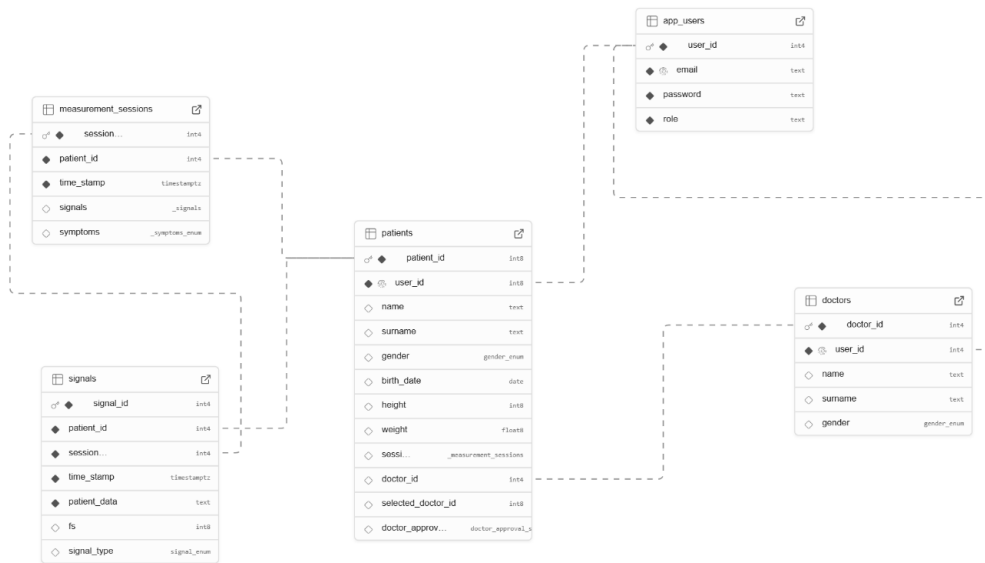 app_users
user_id int4
email text
password text
role text
measurement_sessions
session... int4
patient_id int4
time_stamp timestamptz
signals _signals
symptoms _symptoms_enum
patients
patient_id int8
user_id int8
name text
surname text
gender gender_enum
birth_date date
height int8
weight float8
sessi... _measurement_sessions
doctor_id int4
selected_doctor_id int8
doctor_approv... doctor_approval_s
doctors
doctor_id int4
user_id int4
name text
surname text
gender gender_enum
signals
signal_id int4
patient_id int4
session... int4
time_stamp timestamptz
patient_data text
fs int8
signal_type signal_enum